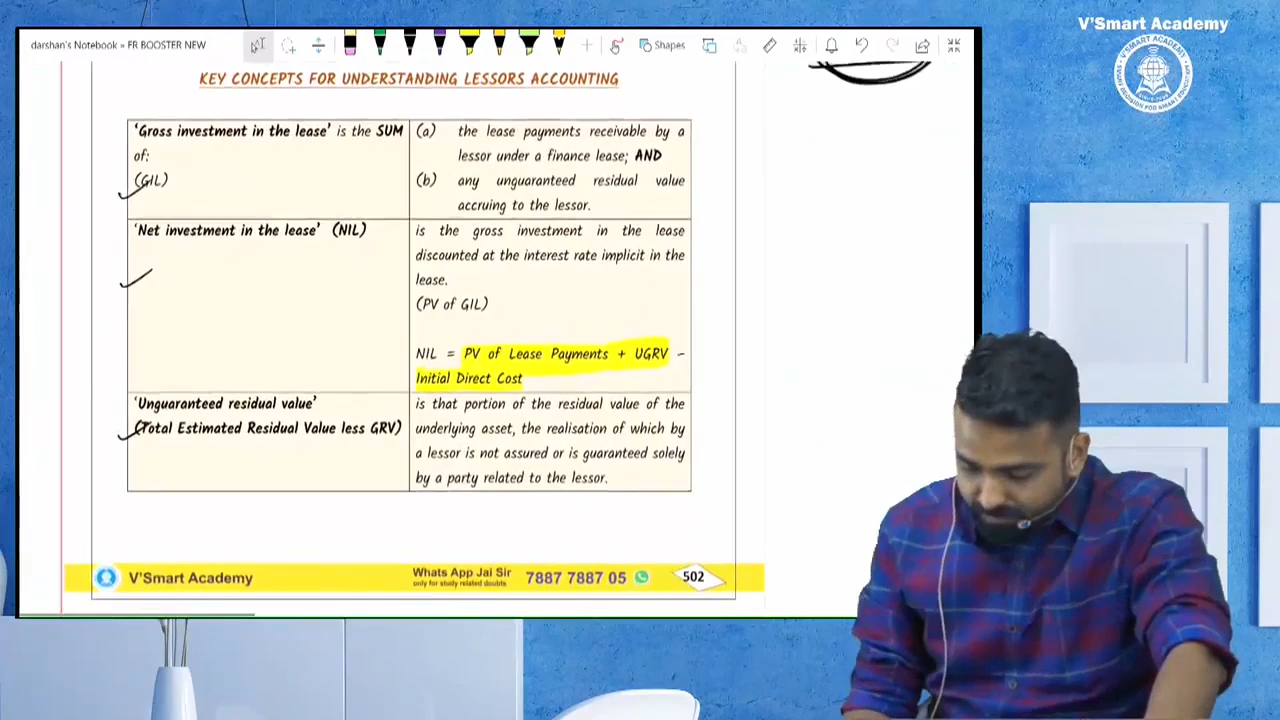 V'Smart Academy
darshan's Notebook » FR BOOSTER NEW
Shapes
KEY CONCEPTS FOR UNDERSTANDING LESSORS ACCOUNTING
'Gross investment in the lease' is the SUM of:
(GIL)
(a) the lease payments receivable by a
lessor under a finance lease; AND
(b) any unguaranteed residual value
accruing to the lessor.
'Net investment in the lease' (NIL)
is the gross investment in the lease
discounted at the interest rate implicit in the
lease.
(PV of GIL)
NIL = PV of Lease Payments + UGRV –
Initial Direct Cost
'Unguaranteed residual value'
(Total Estimated Residual Value less GRV)
is that portion of the residual value of the
underlying asset, the realisation of which by
a lessor is not assured or is guaranteed solely
by a party related to the lessor.
V'Smart Academy
Whats App Jai Sir
only for study related doubts
7887 7887 05
502